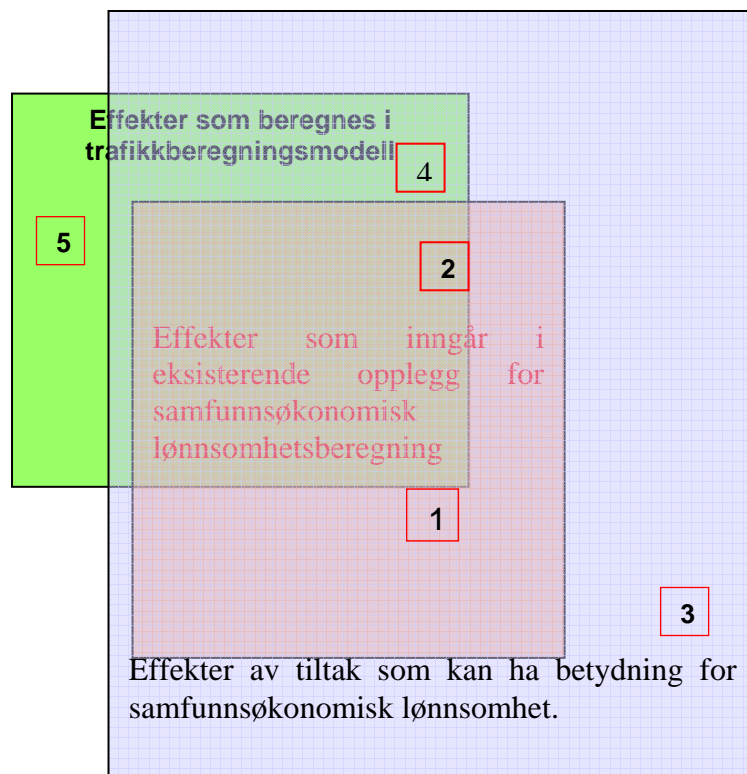 Effekter som beregnes i
trafikkberegningsmodell
4
5
2
Effekter som inngår i
eksisterende opplegg for
samfunnsøkonomisk
lønnsomhetsberegning
1
3
Effekter av tiltak som kan ha betydning for
samfunnsøkonomisk lønnsomhet.